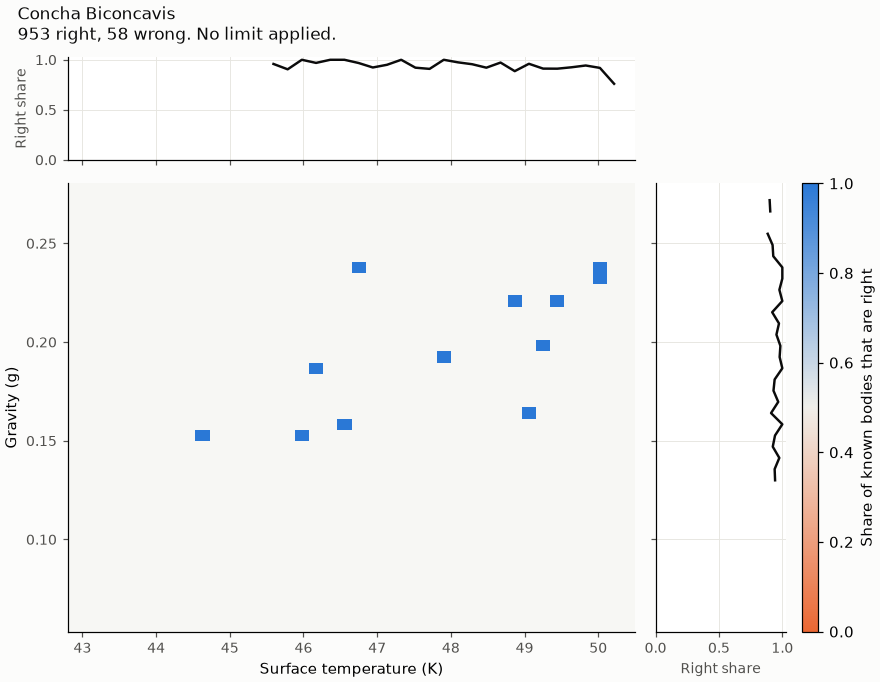 Concha Biconcavis
953 right, 58 wrong. No limit applied.
Right share
1.0
0.5
0.0
Gravity (g)
0.25
0.20
0.15
0.10
43 44 45 46 47 48 49 50
Surface temperature (K)
0.0 0.5 1.0
Right share
1.0
0.8
0.6
0.4
0.2
0.0
Share of known bodies that are right